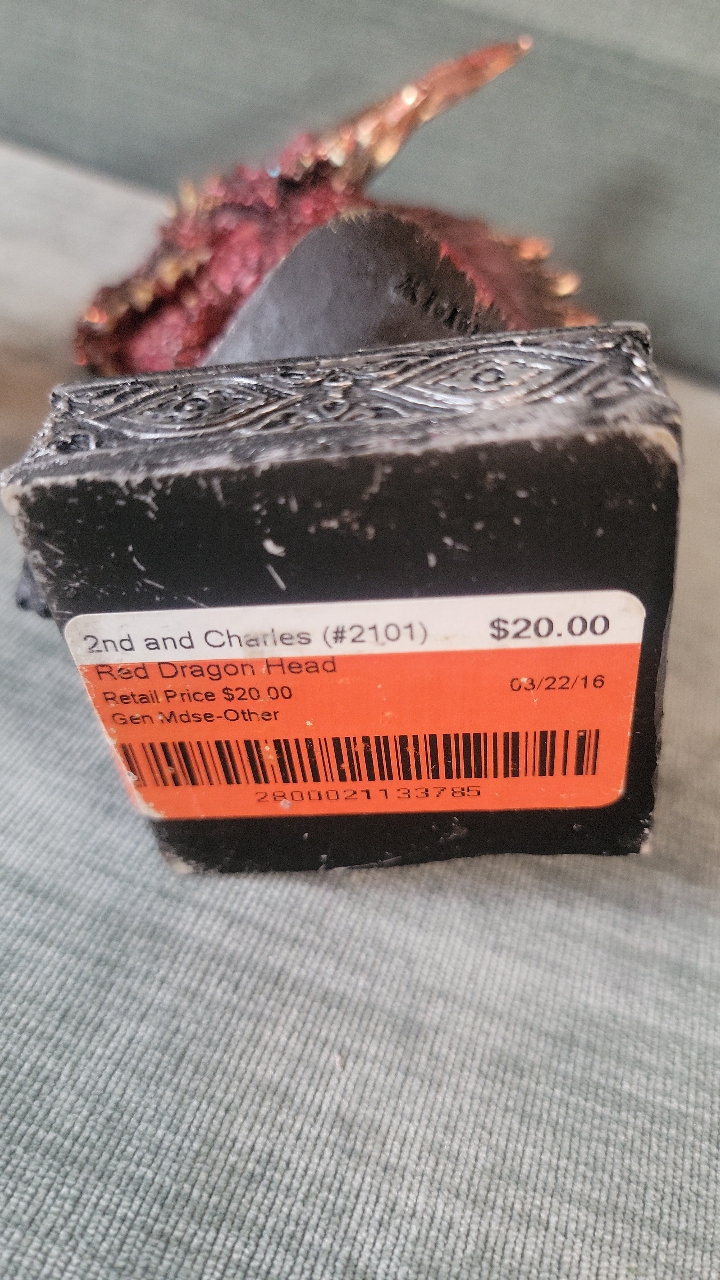 2nd and Charles (#2101) $20.00
Red Dragon Head
Retail Price $20.00 03/22/16
Gen Mdse-Other
2800021133785